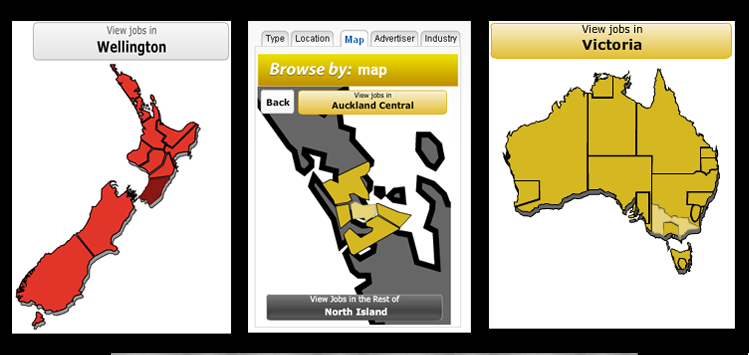 View jobs in
Wellington
Type Location Map Advertiser Industry
Browse by: map
Back
View jobs in
Auckland Central
View Jobs in the Rest of
North Island
View jobs in
Victoria